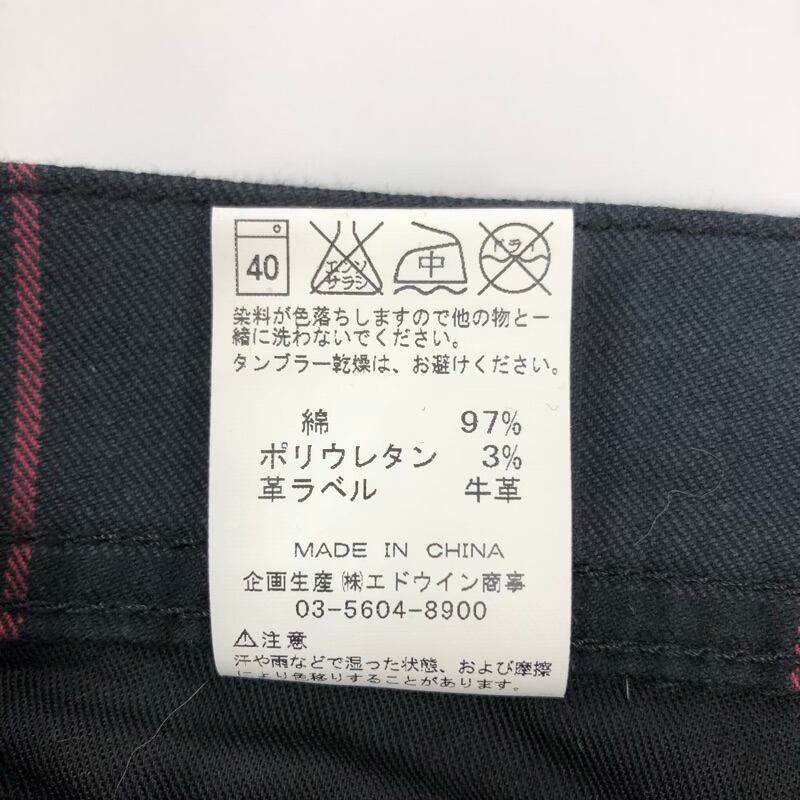 40 エンソ サラシ 中 ドライ
染料が色落ちしますので他の物と一
緒に洗わないでください。
タンブラー乾燥は、お避けください。
綿 97%
ポリウレタン 3%
革ラベル 牛革
MADE IN CHINA
企画生産㈱エドウイン商事
03-5604-8900
⚠注意
汗や雨などで湿った状態、および摩擦
により色移りすることがあります。